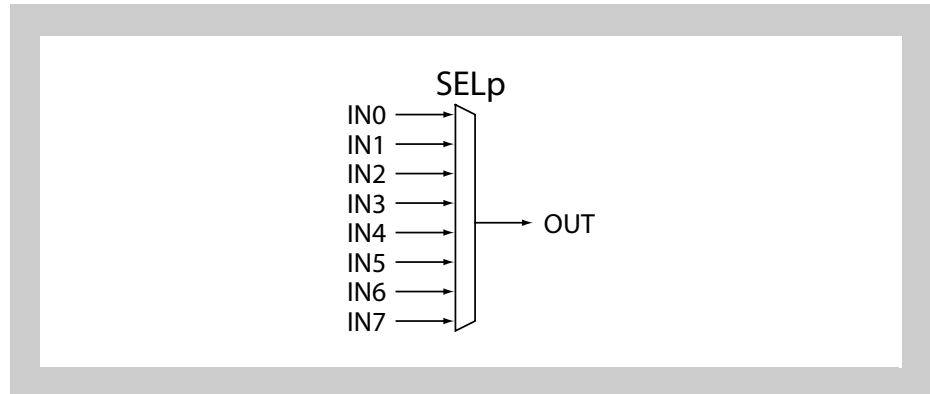 SELp
IN0
IN1
IN2
IN3
IN4
IN5
IN6
IN7
OUT